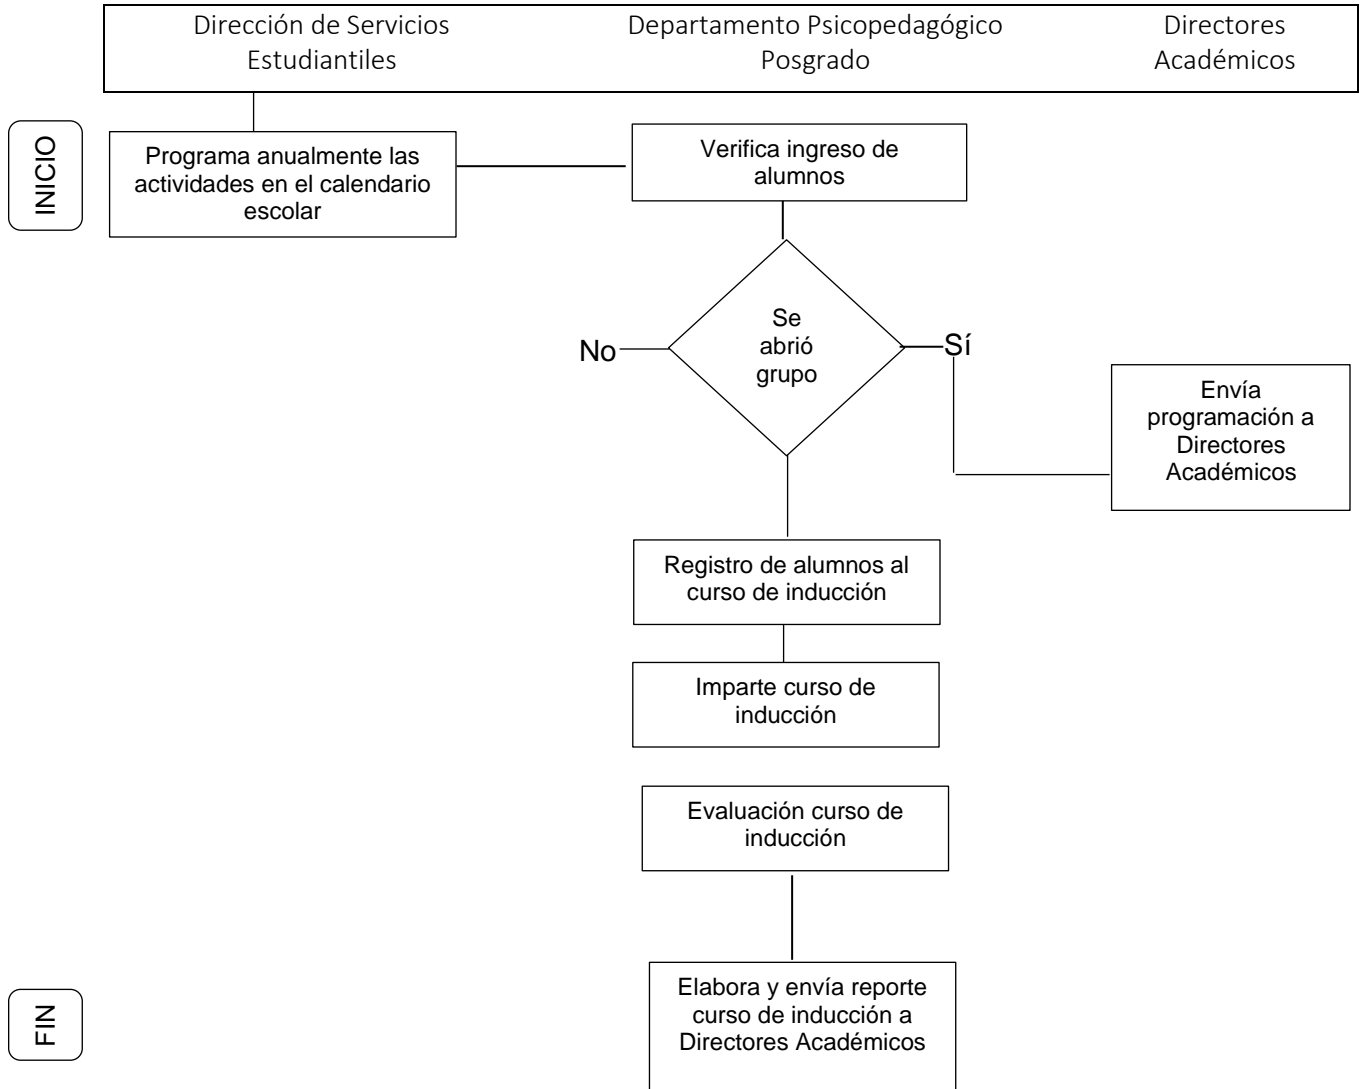 Dirección de Servicios
Estudiantiles
Departamento Psicopedagógico
Posgrado
Directores
Académicos
INICIO
Programa anualmente las
actividades en el calendario
escolar
Verifica ingreso de
alumnos
Se
abrió
grupo
No
Sí
Envía
programación a
Directores
Académicos
Registro de alumnos al
curso de inducción
Imparte curso de
inducción
Evaluación curso de
inducción
Elabora y envía reporte
curso de inducción a
Directores Académicos
FIN